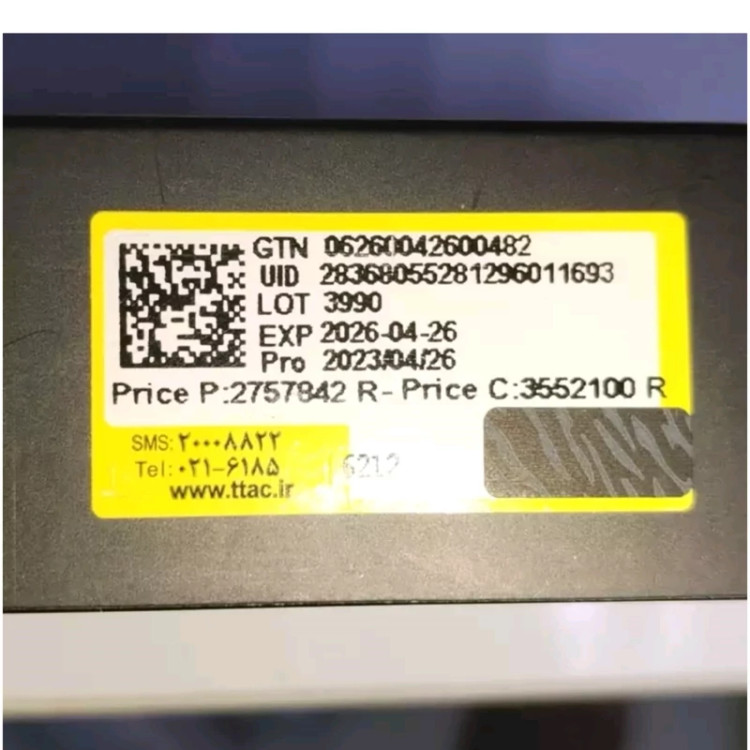 GTN 06260042600482
UID 28368055281296011693
LOT 3990
EXP 2026-04-26
Pro 2023/04/26
Price P:2757842 R- Price C:3552100 R
SMS: ۲۰۰۰۸۸۲۲
Tel: ۰۲۱-۶۱۸۵
6212
www.ttac.ir